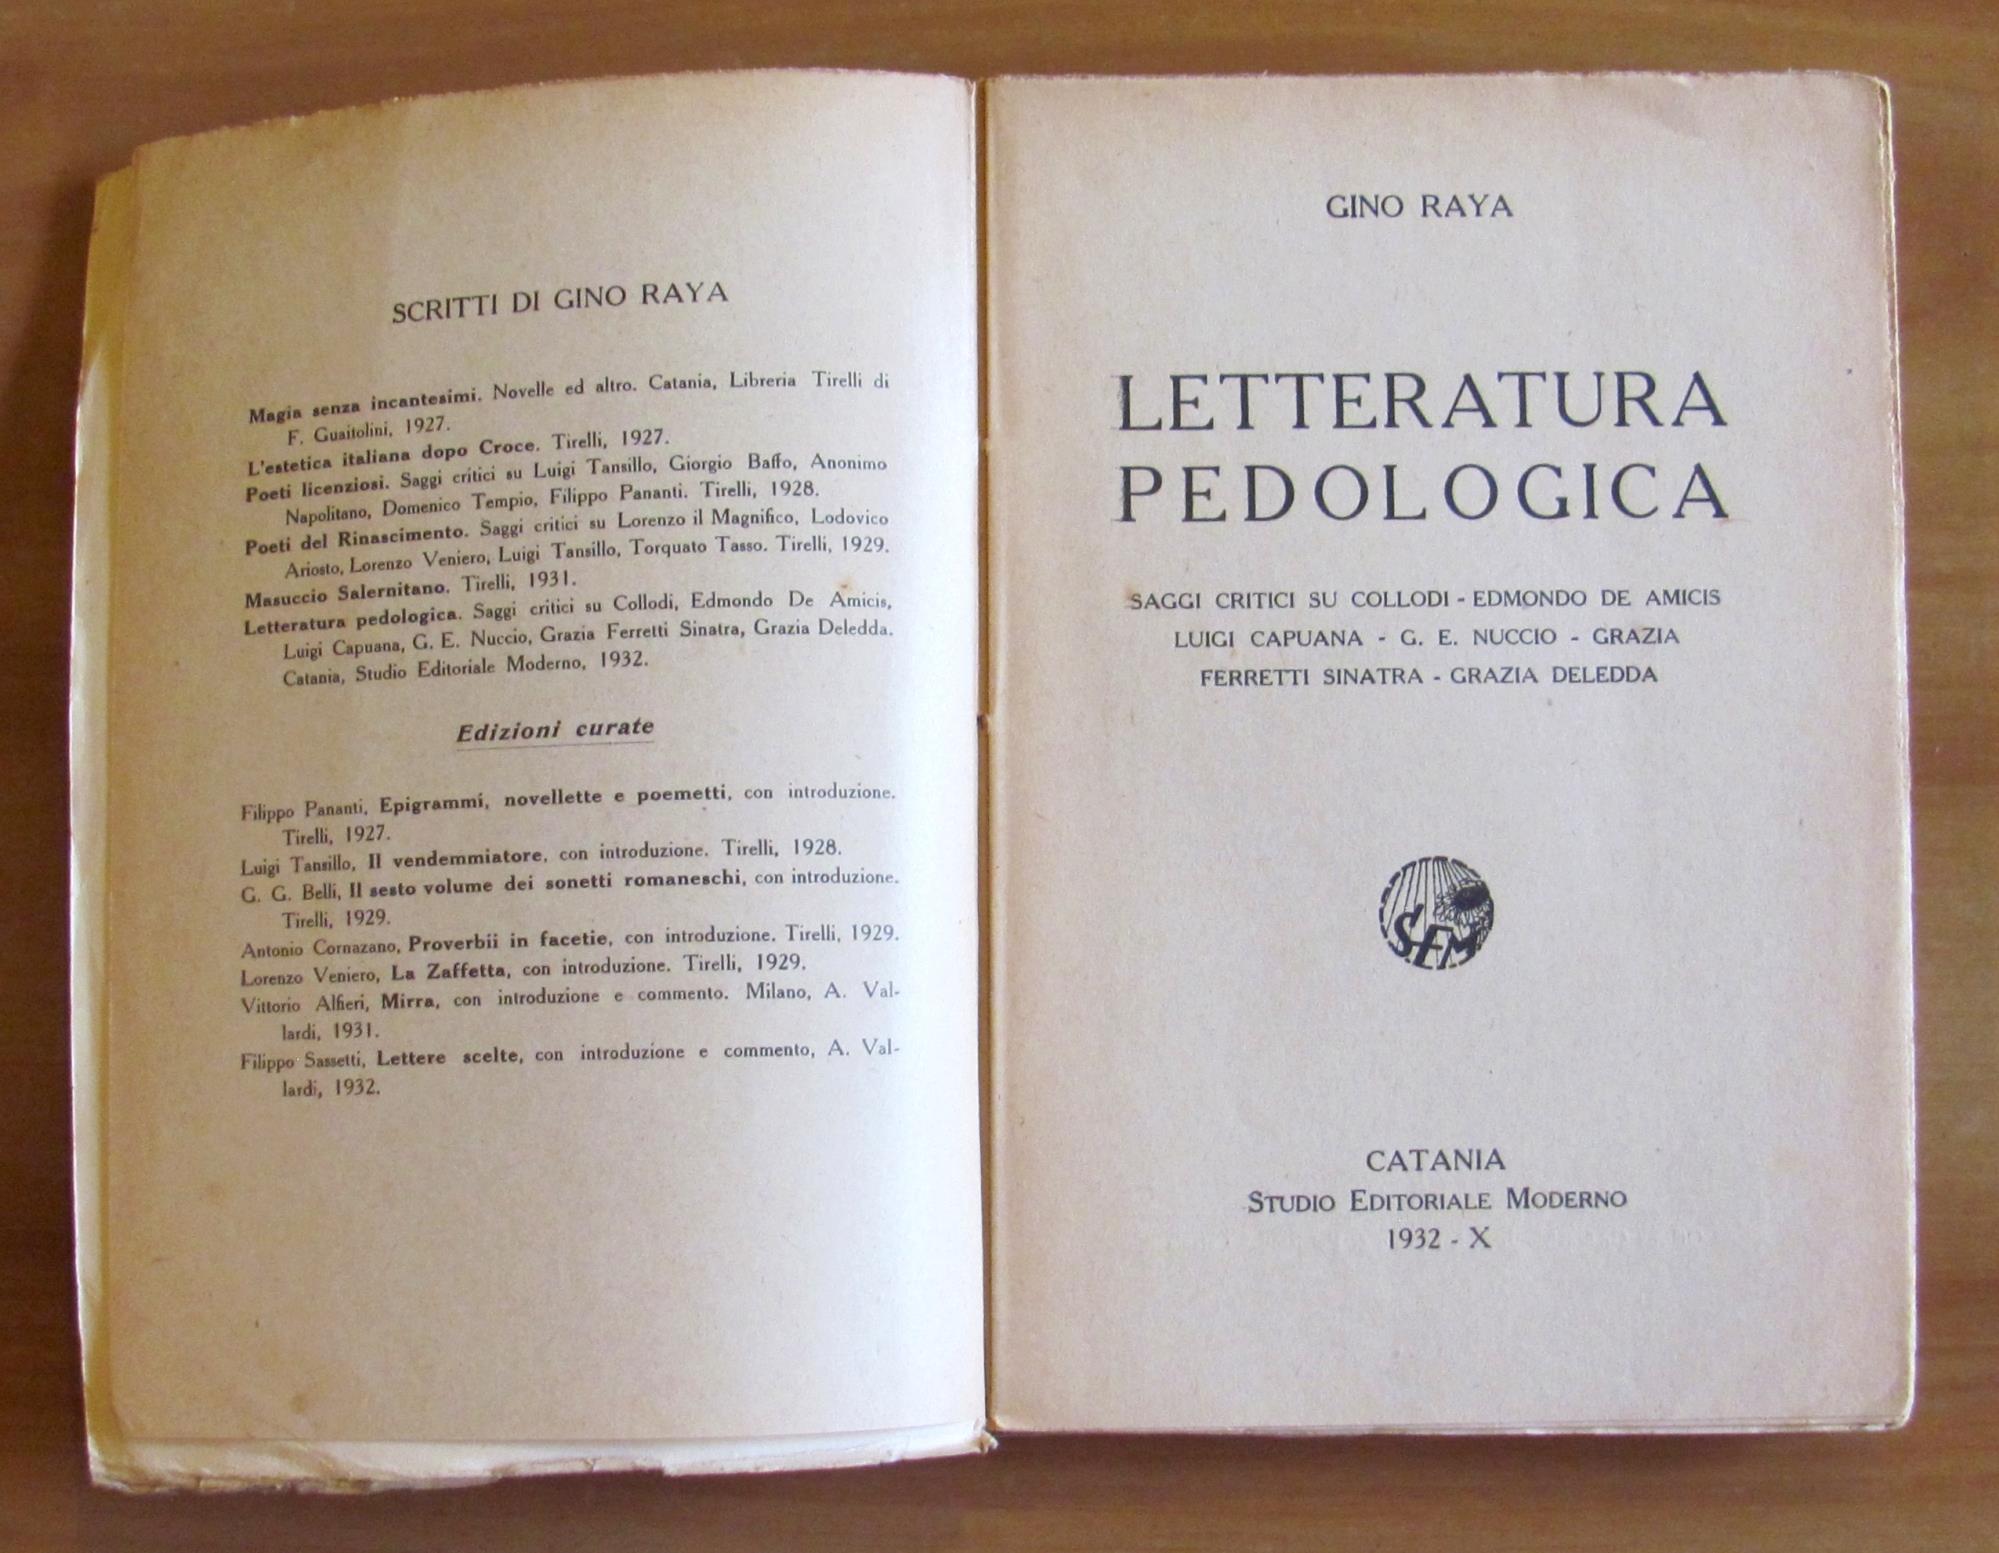 SCRITTI DI GINO RAYA
Magia senza incantesimi. Novelle ed altro. Catania, Libreria Tirelli di
F. Guaitolini, 1927.
L'estetica italiana dopo Croce. Tirelli, 1927.
Poeti licenziosi. Saggi critici su Luigi Tansillo, Giorgio Baffo, Anonimo
Napolitano, Domenico Tempio, Filippo Pananti. Tirelli, 1928.
Poeti del Rinascimento. Saggi critici su Lorenzo il Magnifico, Lodovico
Ariosto, Lorenzo Veniero, Luigi Tansillo, Torquato Tasso. Tirelli, 1929.
Masuccio Salernitano. Tirelli, 1931.
Letteratura pedologica. Saggi critici su Collodi, Edmondo De Amicis,
Luigi Capuana, G. E. Nuccio, Grazia Ferretti Sinatra, Grazia Deledda.
Catania, Studio Editoriale Moderno, 1932.
Edizioni curate
Filippo Pananti, Epigrammi, novellette e poemetti, con introduzione.
Tirelli, 1927.
Luigi Tansillo, Il vendemmiatore, con introduzione. Tirelli, 1928.
G. G. Belli, Il sesto volume dei sonetti romaneschi, con introduzione.
Tirelli, 1929.
Antonio Cornazano, Proverbii in facetie, con introduzione. Tirelli, 1929.
Lorenzo Veniero, La Zaffetta, con introduzione. Tirelli, 1929.
Vittorio Alfieri, Mirra, con introduzione e commento. Milano, A. Val-
lardi, 1931.
Filippo Sassetti, Lettere scelte, con introduzione e commento, A. Val-
lardi, 1932.
GINO RAYA
LETTERATURA
PEDOLOGICA
SAGGI CRITICI SU COLLODI - EDMONDO DE AMICIS
LUIGI CAPUANA - G. E. NUCCIO - GRAZIA
FERRETTI SINATRA - GRAZIA DELEDDA
SEM
CATANIA
STUDIO EDITORIALE MODERNO
1932 - X